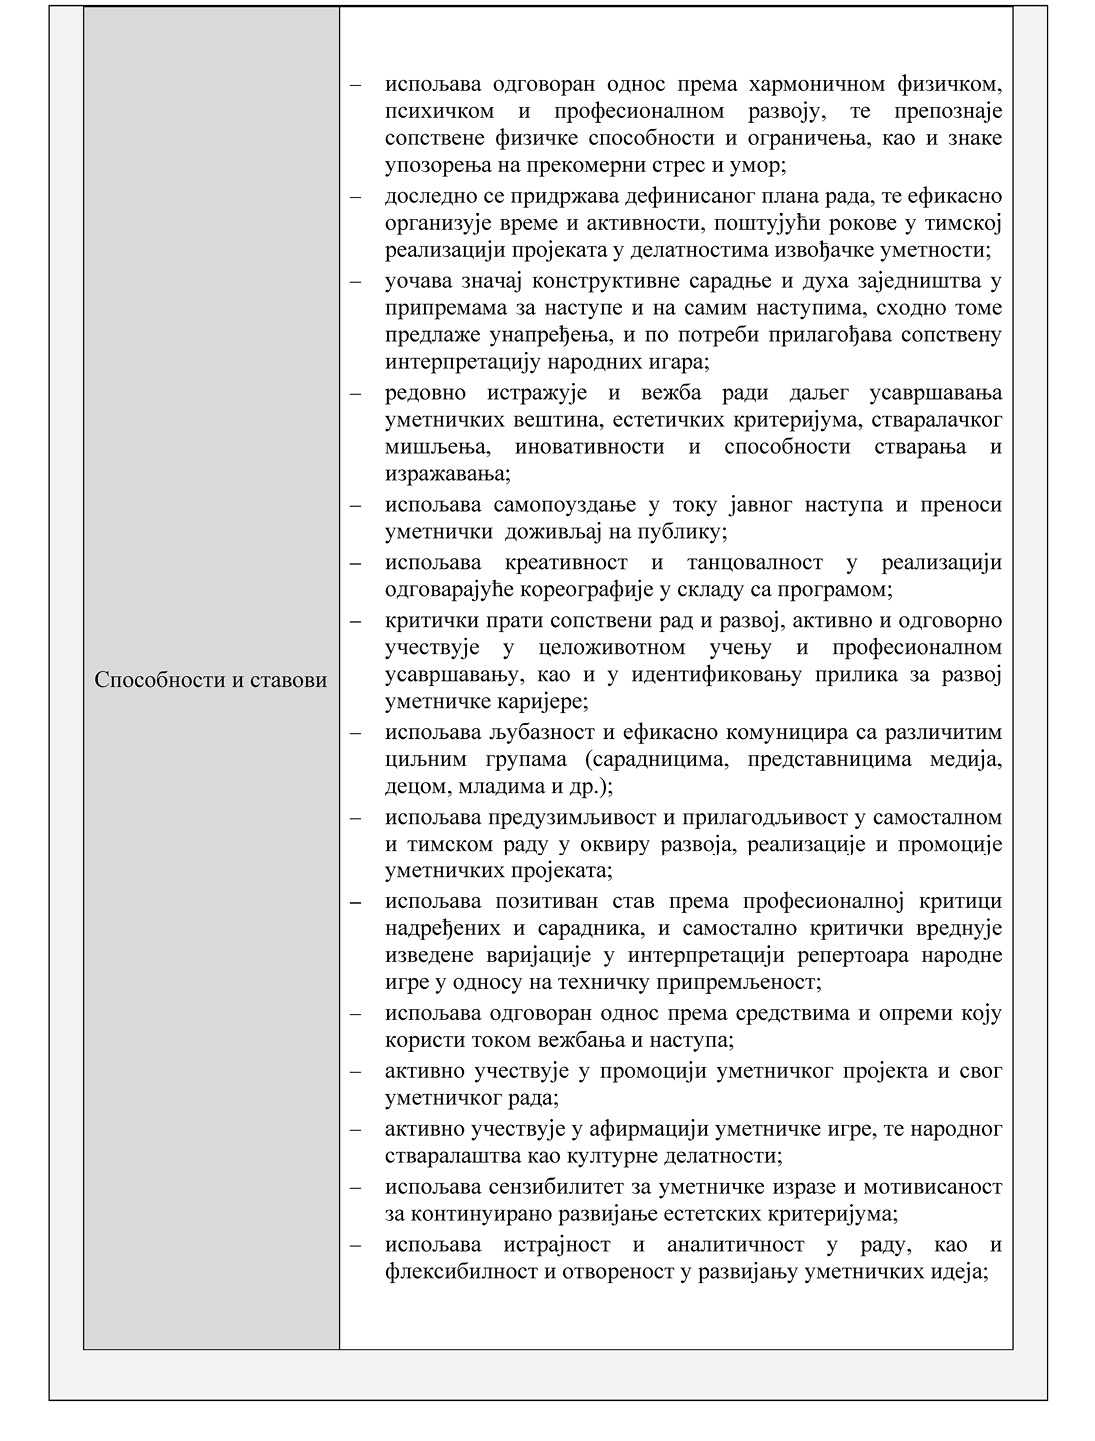 Способности и ставови
– испољава одговоран однос према хармоничном физичком,
психичком и професионалном развоју, те препознаје
сопствене физичке способности и ограничења, као и знаке
упозорења на прекомерни стрес и умор;
– доследно се придржава дефинисаног плана рада, те ефикасно
организује време и активности, поштујући рокове у тимској
реализацији пројеката у делатностима извођачке уметности;
– уочава значај конструктивне сарадње и духа заједништва у
припремама за наступе и на самим наступима, сходно томе
предлаже унапређења, и по потреби прилагођава сопствену
интерпретацију народних игара;
– редовно истражује и вежба ради даљег усавршавања
уметничких вештина, естетичких критеријума, стваралачког
мишљења, иновативности и способности стварања и
изражавања;
– испољава самопоуздање у току јавног наступа и преноси
уметнички доживљај на публику;
– испољава креативност и танцовалност у реализацији
одговарајуће кореографије у складу са програмом;
– критички прати сопствени рад и развој, активно и одговорно
учествује у целоживотном учењу и професионалном
усавршавању, као и у идентификовању прилика за развој
уметничке каријере;
– испољава љубазност и ефикасно комуницира са различитим
циљним групама (сарадницима, представницима медија,
децом, младима и др.);
– испољава предузимљивост и прилагодљивост у самосталном
и тимском раду у оквиру развоја, реализације и промоције
уметничких пројеката;
– испољава позитиван став према професионалној критици
надређених и сарадника, и самостално критички вреднује
изведене варијације у интерпретацији репертоара народне
игре у односу на техничку припремљеност;
– испољава одговоран однос према средствима и опреми коју
користи током вежбања и наступа;
– активно учествује у промоцији уметничког пројекта и свог
уметничког рада;
– активно учествује у афирмацији уметничке игре, те народног
стваралаштва као културне делатности;
– испољава сензибилитет за уметничке изразе и мотивисаност
за континуирано развијање естетских критеријума;
– испољава истрајност и аналитичност у раду, као и
флексибилност и отвореност у развијању уметничких идеја;